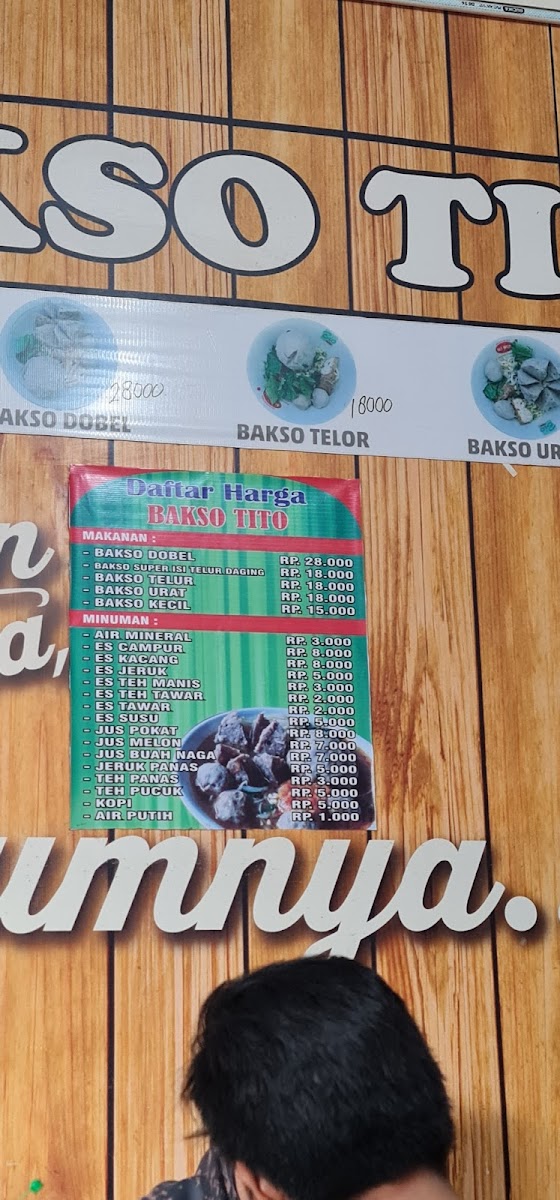 KSO TI
28000
18000
BAKSO DOBEL
BAKSO TELOR
BAKSO UR
Daftar Harga
BAKSO TITO
MAKANAN :
- BAKSO DOBEL RP. 28.000
- BAKSO SUPER ISI TELUR DAGING RP. 18.000
- BAKSO TELUR RP. 18.000
- BAKSO URAT RP. 18.000
- BAKSO KECIL RP. 15.000
MINUMAN :
- AIR MINERAL RP. 3.000
- ES CAMPUR RP. 8.000
- ES KACANG RP. 8.000
- ES JERUK RP. 5.000
- ES TEH MANIS RP. 3.000
- ES TEH TAWAR RP. 2.000
- ES TAWAR RP. 2.000
- ES SUSU RP. 5.000
- JUS POKAT RP. 8.000
- JUS MELON RP. 7.000
- JUS BUAH NAGA RP. 7.000
- JERUK PANAS RP. 5.000
- TEH PANAS RP. 3.000
- TEH PUCUK RP. 5.000
- KOPI RP. 5.000
- AIR PUTIH RP. 1.000
n
a,
umnya.